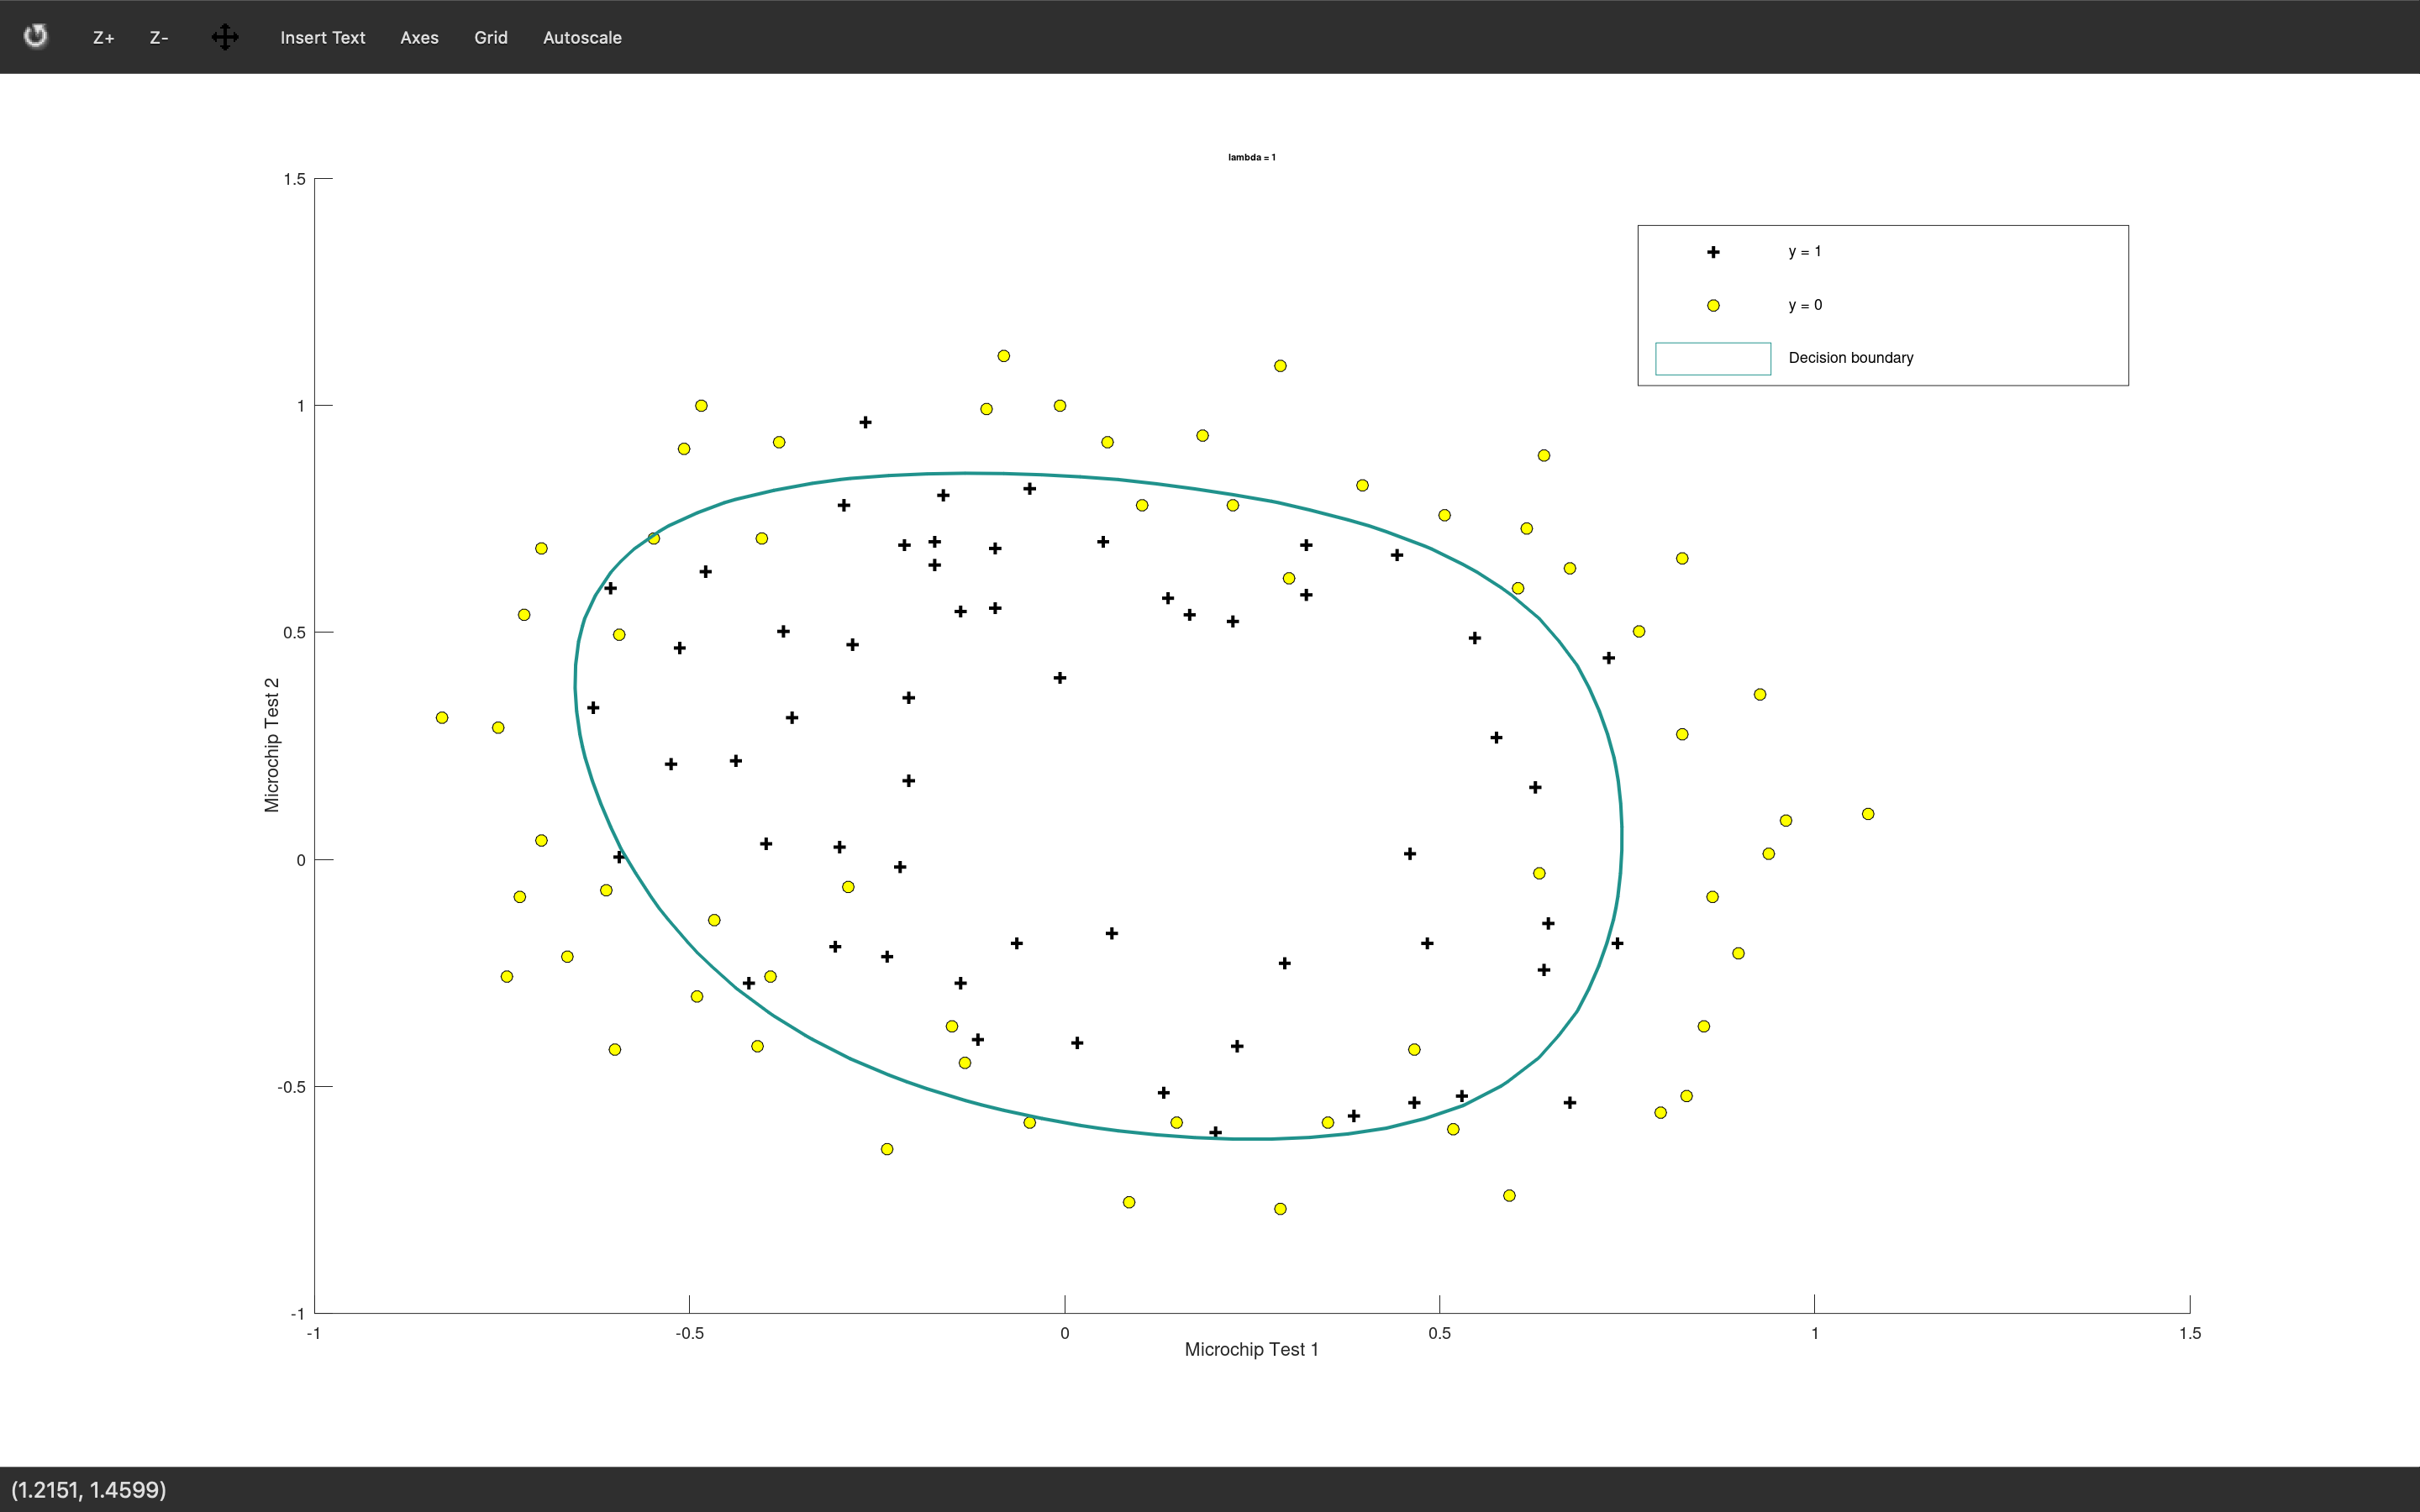 Z+ Z- Insert Text Axes Grid Autoscale
lambda = 1
1.5
1
0.5
0
-0.5
-1
Microchip Test 2
y = 1
y = 0
Decision boundary
-1 -0.5 0 0.5 1 1.5
Microchip Test 1
(1.2151, 1.4599)